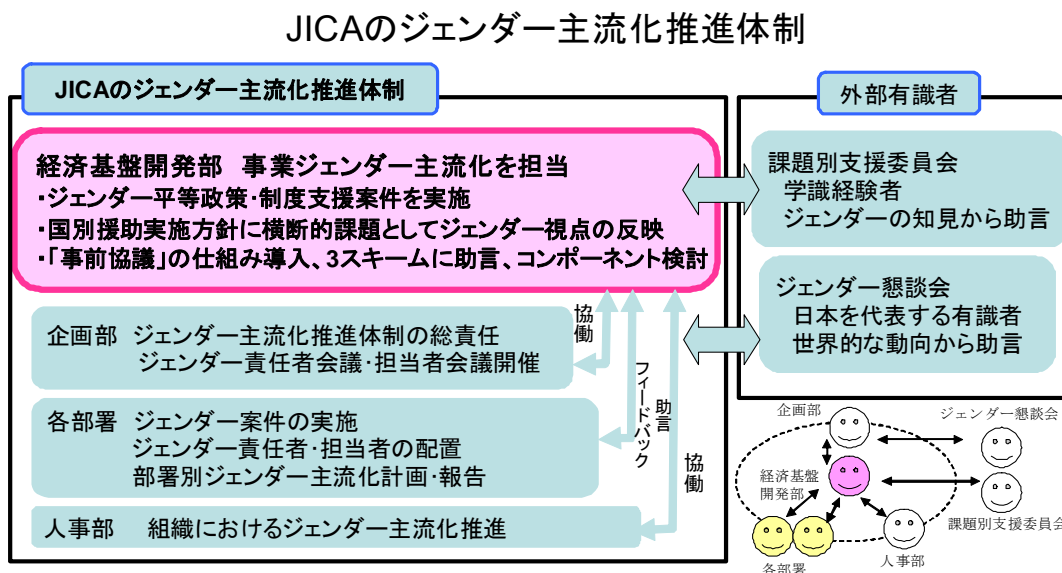 JICAのジェンダー主流化推進体制
JICAのジェンダー主流化推進体制
経済基盤開発部 事業ジェンダー主流化を担当
・ジェンダー平等政策・制度支援案件を実施
・国別援助実施方針に横断的課題としてジェンダー視点の反映
・「事前協議」の仕組み導入、3スキームに助言、コンポーネント検討
協働
企画部 ジェンダー主流化推進体制の総責任
ジェンダー責任者会議・担当者会議開催
フィードバック
助言
各部署 ジェンダー案件の実施
ジェンダー責任者・担当者の配置
部署別ジェンダー主流化計画・報告
協働
人事部 組織におけるジェンダー主流化推進
外部有識者
課題別支援委員会
学識経験者
ジェンダーの知見から助言
ジェンダー懇談会
日本を代表する有識者
世界的な動向から助言
企画部
ジェンダー懇談会
経済基盤
開発部
課題別支援委員会
各部署
人事部